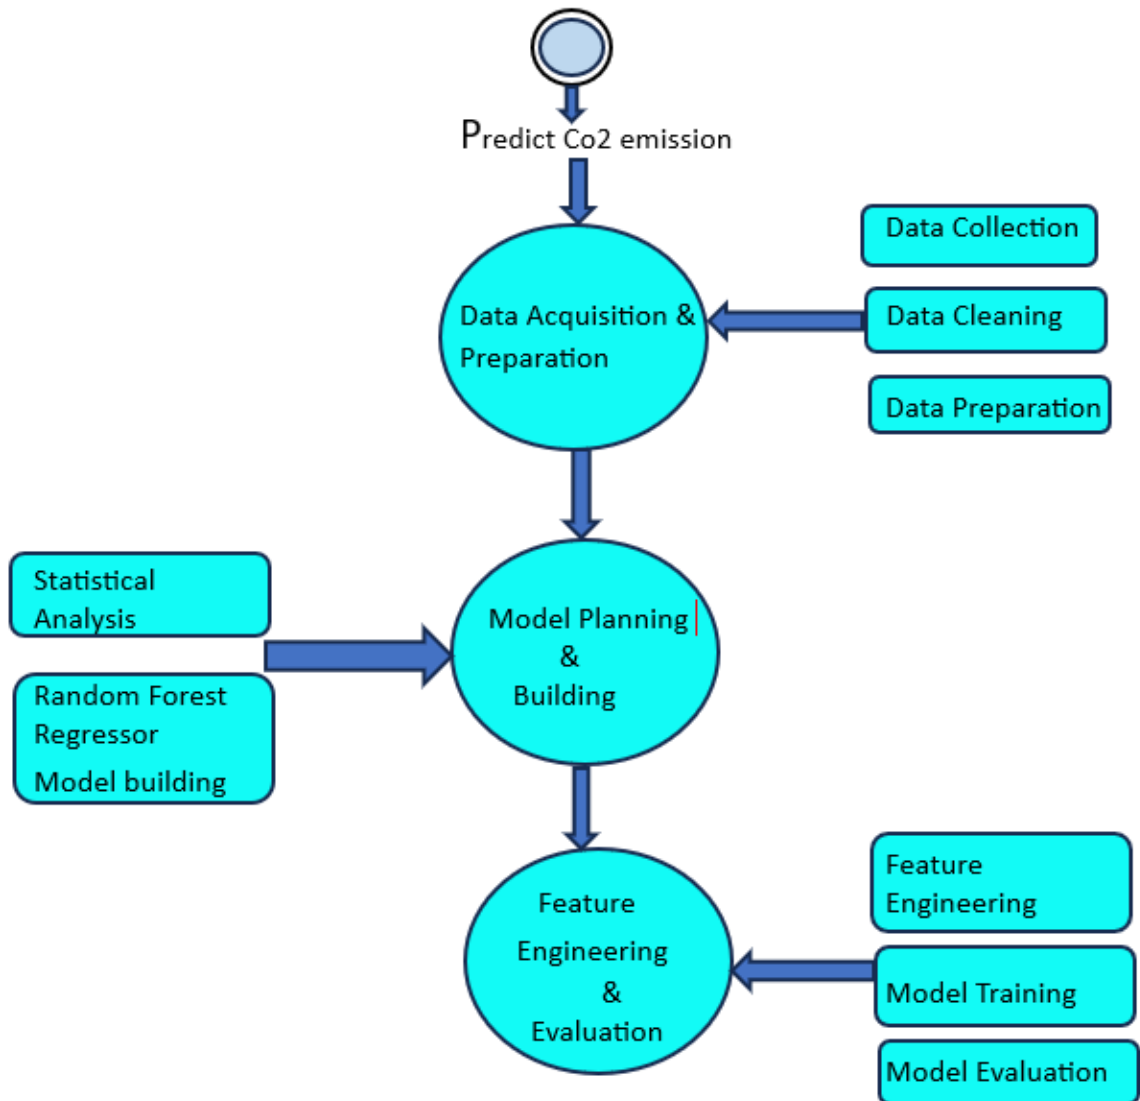 Predict Co2 emission
Data Collection
Data Acquisition &
Preparation
Data Cleaning
Data Preparation
Statistical
Analysis
Model Planning
&
Building
Random Forest
Regressor
Model building
Feature
Engineering
&
Evaluation
Feature
Engineering
Model Training
Model Evaluation